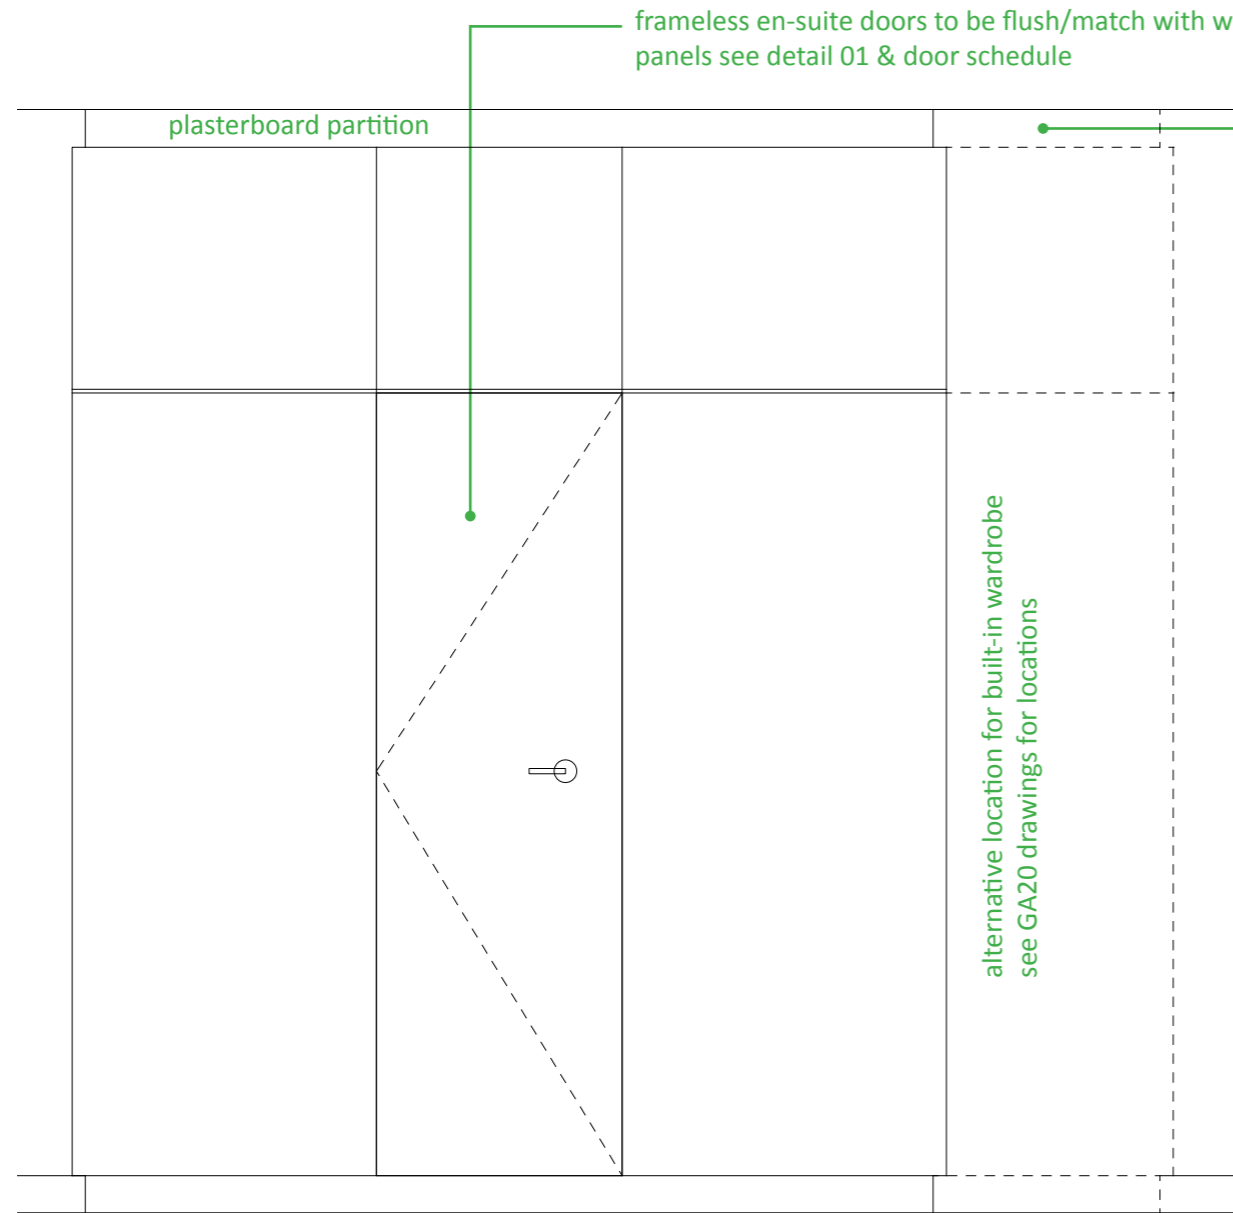 frameless en-suite doors to be flush/match with
panels see detail 01 & door schedule
plasterboard partition
alternative location for built-in wardrobe
see GA20 drawings for locations